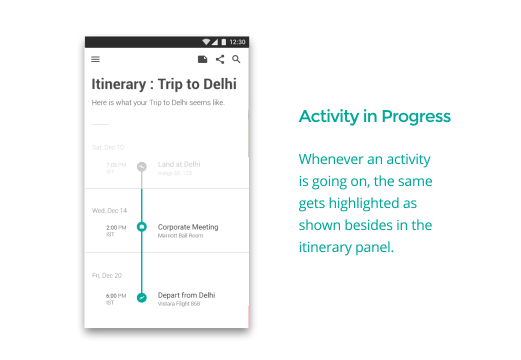 12:30
Itinerary : Trip to Delhi
Here is what your Trip to Delhi seems like.
Sat, Dec 10
7:00 PM
IST
Land at Delhi
Wed, Dec 14
2:00 PM
IST
Corporate Meeting
Marriott Ball Room
Fri, Dec 20
6:00 PM
IST
Depart from Delhi
Vistara Flight 868
Activity in Progress
Whenever an activity
is going on, the same
gets highlighted as
shown besides in the
itinerary panel.